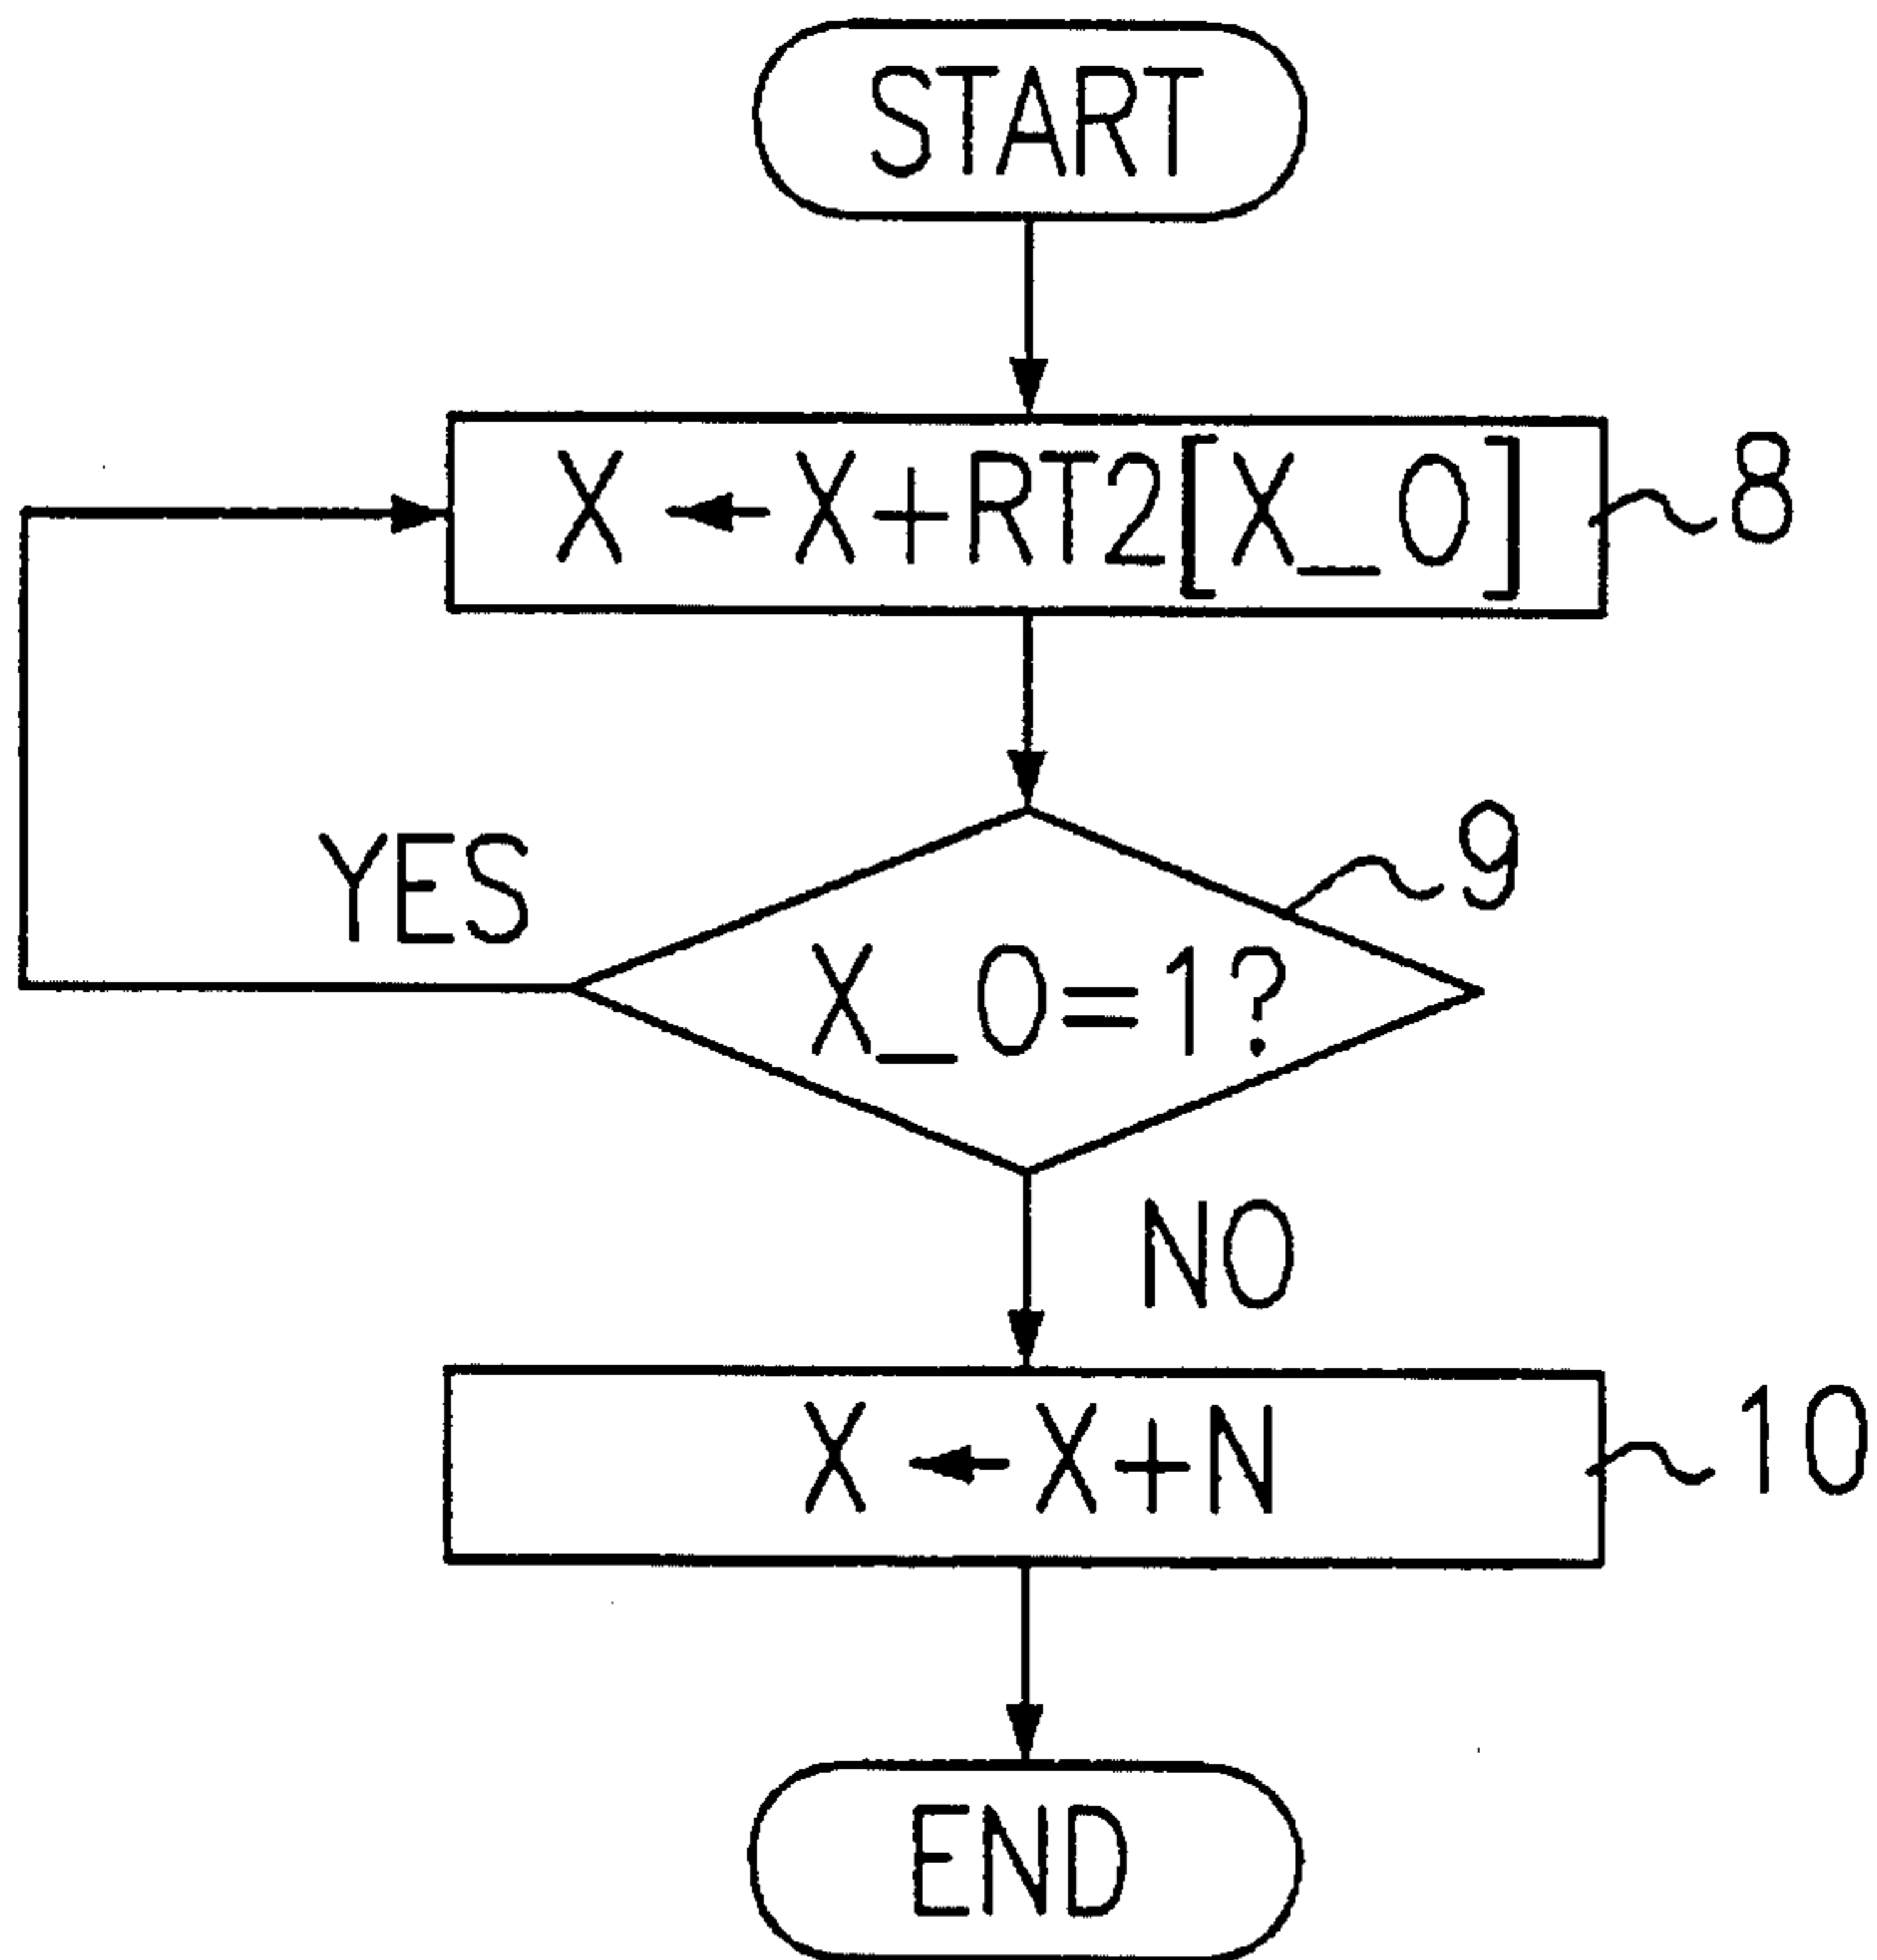 START
X ← X+RT2[X_0] 8
YES
9
X_0=1?
NO
X ← X+N 10
END